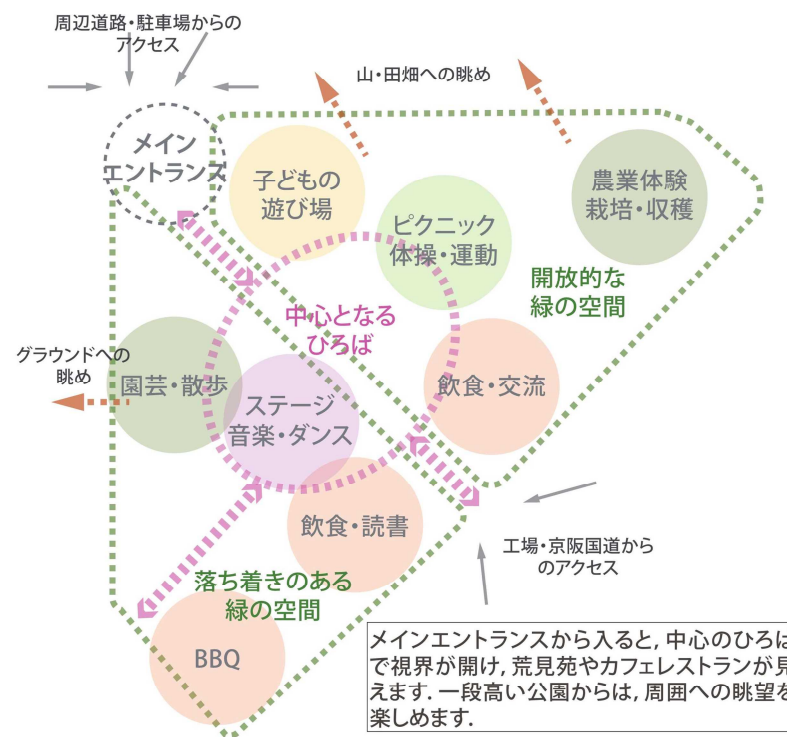 周辺道路・駐車場からの
アクセス
山・田畑への眺め
メイン
エントランス
子どもの
遊び場
農業体験
栽培・収穫
ピクニック
体操・運動
開放的な
緑の空間
中心となる
ひろば
グラウンドへの
眺め
園芸・散歩
飲食・交流
ステージ
音楽・ダンス
飲食・読書
工場・京阪国道から
のアクセス
落ち着きのある
緑の空間
BBQ
メインエントランスから入ると, 中心のひろば
で視界が開け, 荒見苑やカフェレストランが見
えます. 一段高い公園からは, 周囲への眺望を
楽しめます.